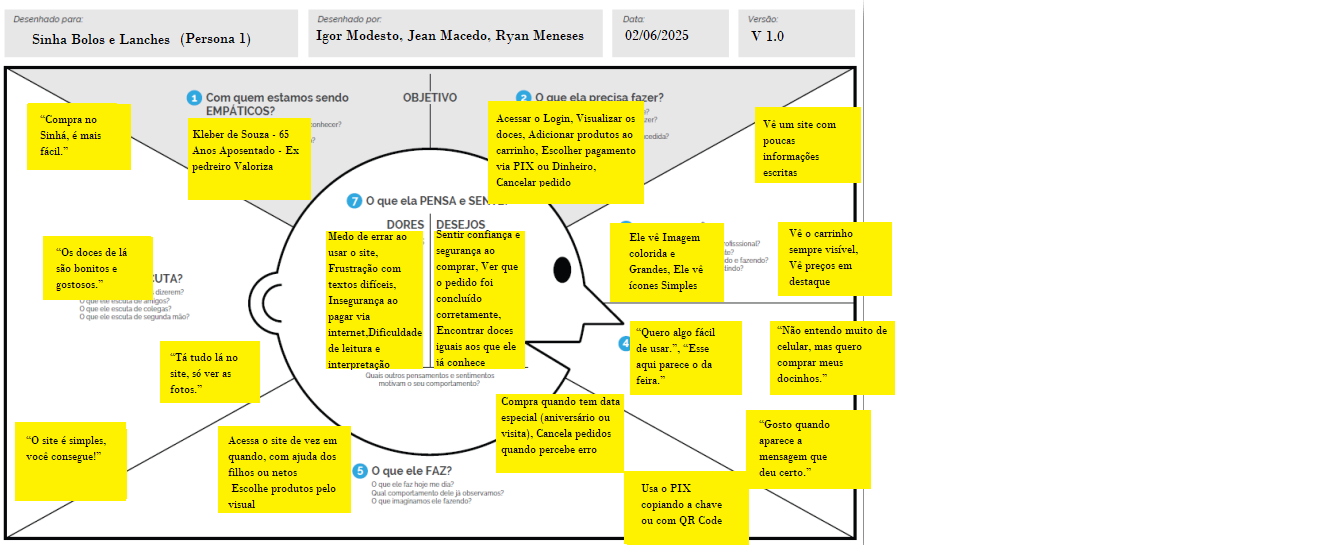 Desenhado para:
Sinha Bolos e Lanches (Persona 1)
Desenhado por:
Igor Modesto, Jean Macedo, Ryan Meneses
Data:
02/06/2025
Versão:
V 1.0
1 Com quem estamos sendo
EMPÁTICOS?
onhecer?
Kleber de Souza - 65
Anos Aposentado - Ex
pedreiro Valoriza
OBJETIVO
2 O que ela precisa fazer?
Acessar o Login, Visualizar os
doces, Adicionar produtos ao
carrinho, Escolher pagamento
via PIX ou Dinheiro,
Cancelar pedido
“Compra no
Sinhá, é mais
fácil.”
Vê um site com
poucas
informações
escritas
7 O que ela PENSA e
DORES
DESEJOS
Medo de errar ao
usar o site,
Frustração com
textos difíceis,
Insegurança ao
pagar via
internet,Dificuldade
de leitura e
interpretação
Sentir confiança e
segurança ao
comprar, Ver que
o pedido foi
concluído
corretamente,
Encontrar doces
iguais aos que ele
já conhece
Quais outros pensamentos e sentimentos
motivam o seu comportamento?
Ele vê Imagem
colorida e
Grandes, Ele vê
ícones Simples
Vê o carrinho
sempre visível,
Vê preços em
destaque
“Os doces de lá
são bonitos e
gostosos.”
CUTA?
dizerem?
O que ele escuta de amigos?
O que ele escuta de colegas?
O que ele escuta de segunda mão?
“Tá tudo lá no
site, só ver as
fotos.”
4
“Quero algo fácil
de usar.”, “Esse
aqui parece o da
feira.”
“Não entendo muito de
celular, mas quero
comprar meus
docinhos.”
“O site é simples,
você consegue!”
Acessa o site de vez em
quando, com ajuda dos
filhos ou netos
Escolhe produtos pelo
visual
5 O que ele FAZ?
O que ele faz hoje me dia?
Qual comportamento dele já observamos?
O que imaginamos ele fazendo?
Compra quando tem data
especial (aniversário ou
visita), Cancela pedidos
quando percebe erro
“Gosto quando
aparece a
mensagem que
deu certo.”
Usa o PIX
copiando a chave
ou com QR Code